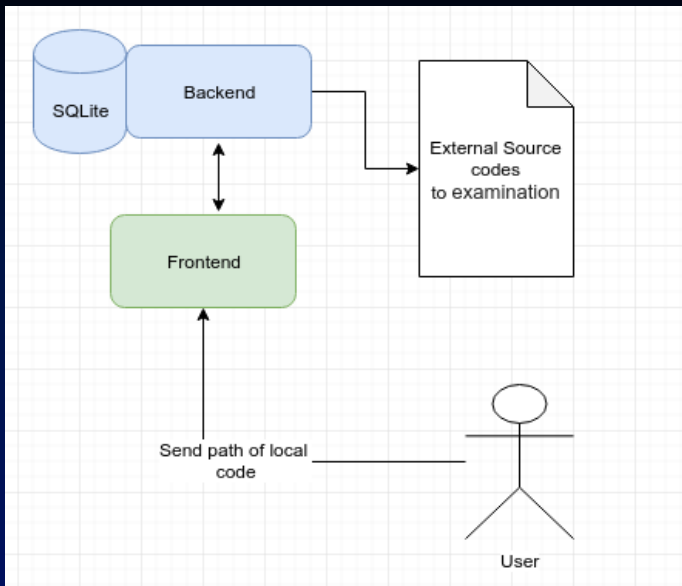 SQLite
Backend
External Source
codes
to examination
Frontend
Send path of local
code
User